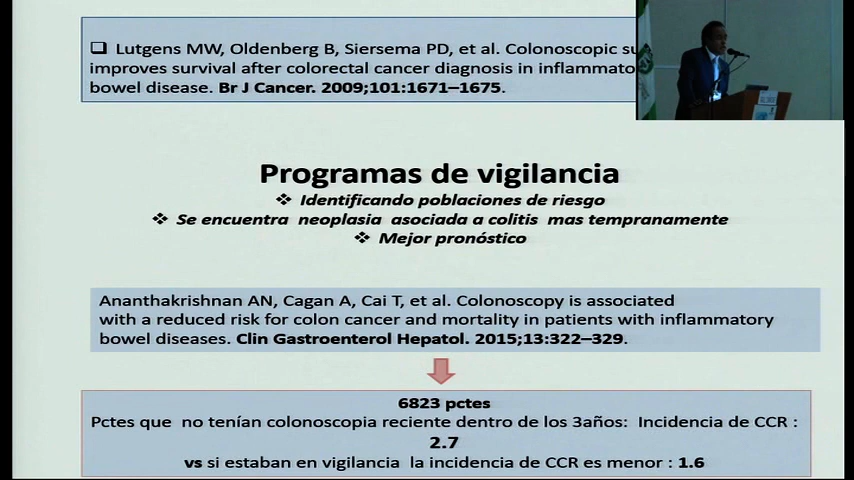 ❑ Lutgens MW, Oldenberg B, Siersema PD, et al. Colonoscopic su
improves survival after colorectal cancer diagnosis in inflammato
bowel disease. Br J Cancer. 2009;101:1671–1675.
Programas de vigilancia
❖ Identificando poblaciones de riesgo
❖ Se encuentra neoplasia asociada a colitis mas tempranamente
❖ Mejor pronóstico
Ananthakrishnan AN, Cagan A, Cai T, et al. Colonoscopy is associated
with a reduced risk for colon cancer and mortality in patients with inflammatory
bowel diseases. Clin Gastroenterol Hepatol. 2015;13:322–329.
6823 pctes
Pctes que no tenían colonoscopia reciente dentro de los 3años: Incidencia de CCR :
2.7
vs si estaban en vigilancia la incidencia de CCR es menor : 1.6